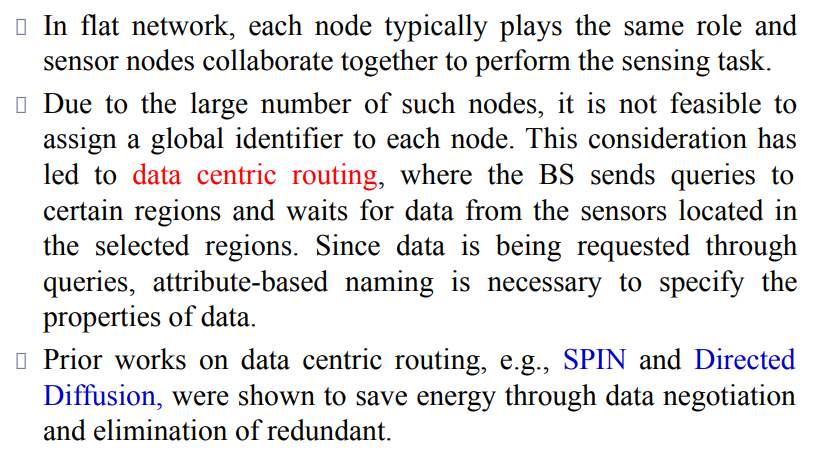 ▯ In flat network, each node typically plays the same role and
sensor nodes collaborate together to perform the sensing task.
▯ Due to the large number of such nodes, it is not feasible to
assign a global identifier to each node. This consideration has
led to data centric routing, where the BS sends queries to
certain regions and waits for data from the sensors located in
the selected regions. Since data is being requested through
queries, attribute-based naming is necessary to specify the
properties of data.
▯ Prior works on data centric routing, e.g., SPIN and Directed
Diffusion, were shown to save energy through data negotiation
and elimination of redundant.